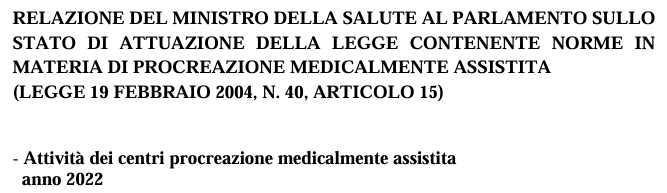 RELAZIONE DEL MINISTRO DELLA SALUTE AL PARLAMENTO SULLO
STATO DI ATTUAZIONE DELLA LEGGE CONTENENTE NORME IN
MATERIA DI PROCREAZIONE MEDICALMENTE ASSISTITA
(LEGGE 19 FEBBRAIO 2004, N. 40, ARTICOLO 15)
- Attività dei centri procreazione medicalmente assistita
anno 2022